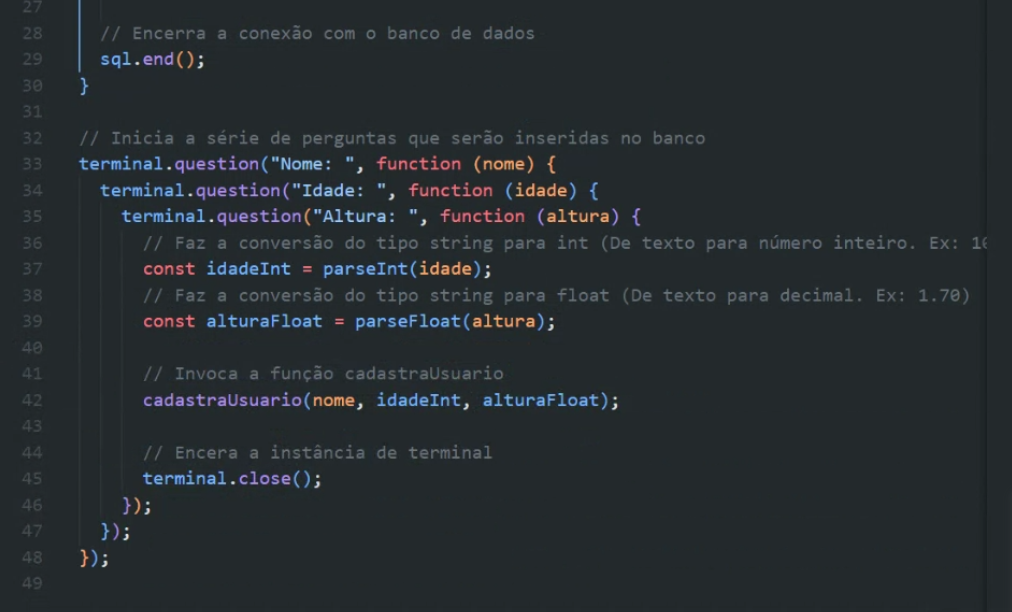 27
28 // Encerra a conexão com o banco de dados
29 sql.end();
30 }
31
32 // Inicia a série de perguntas que serão inseridas no banco
33 terminal.question("Nome: ", function (nome) {
34 terminal.question("Idade: ", function (idade) {
35 terminal.question("Altura: ", function (altura) {
36 // Faz a conversão do tipo string para int (De texto para número inteiro. Ex:
37 const idadeInt = parseInt(idade);
38 // Faz a conversão do tipo string para float (De texto para decimal. Ex: 1.70)
39 const alturaFloat = parseFloat(altura);
40
41 // Invoca a função cadastraUsuario
42 cadastraUsuario(nome, idadeInt, alturaFloat);
43
44 // Encera a instância de terminal
45 terminal.close();
46 });
47 });
48 });
49